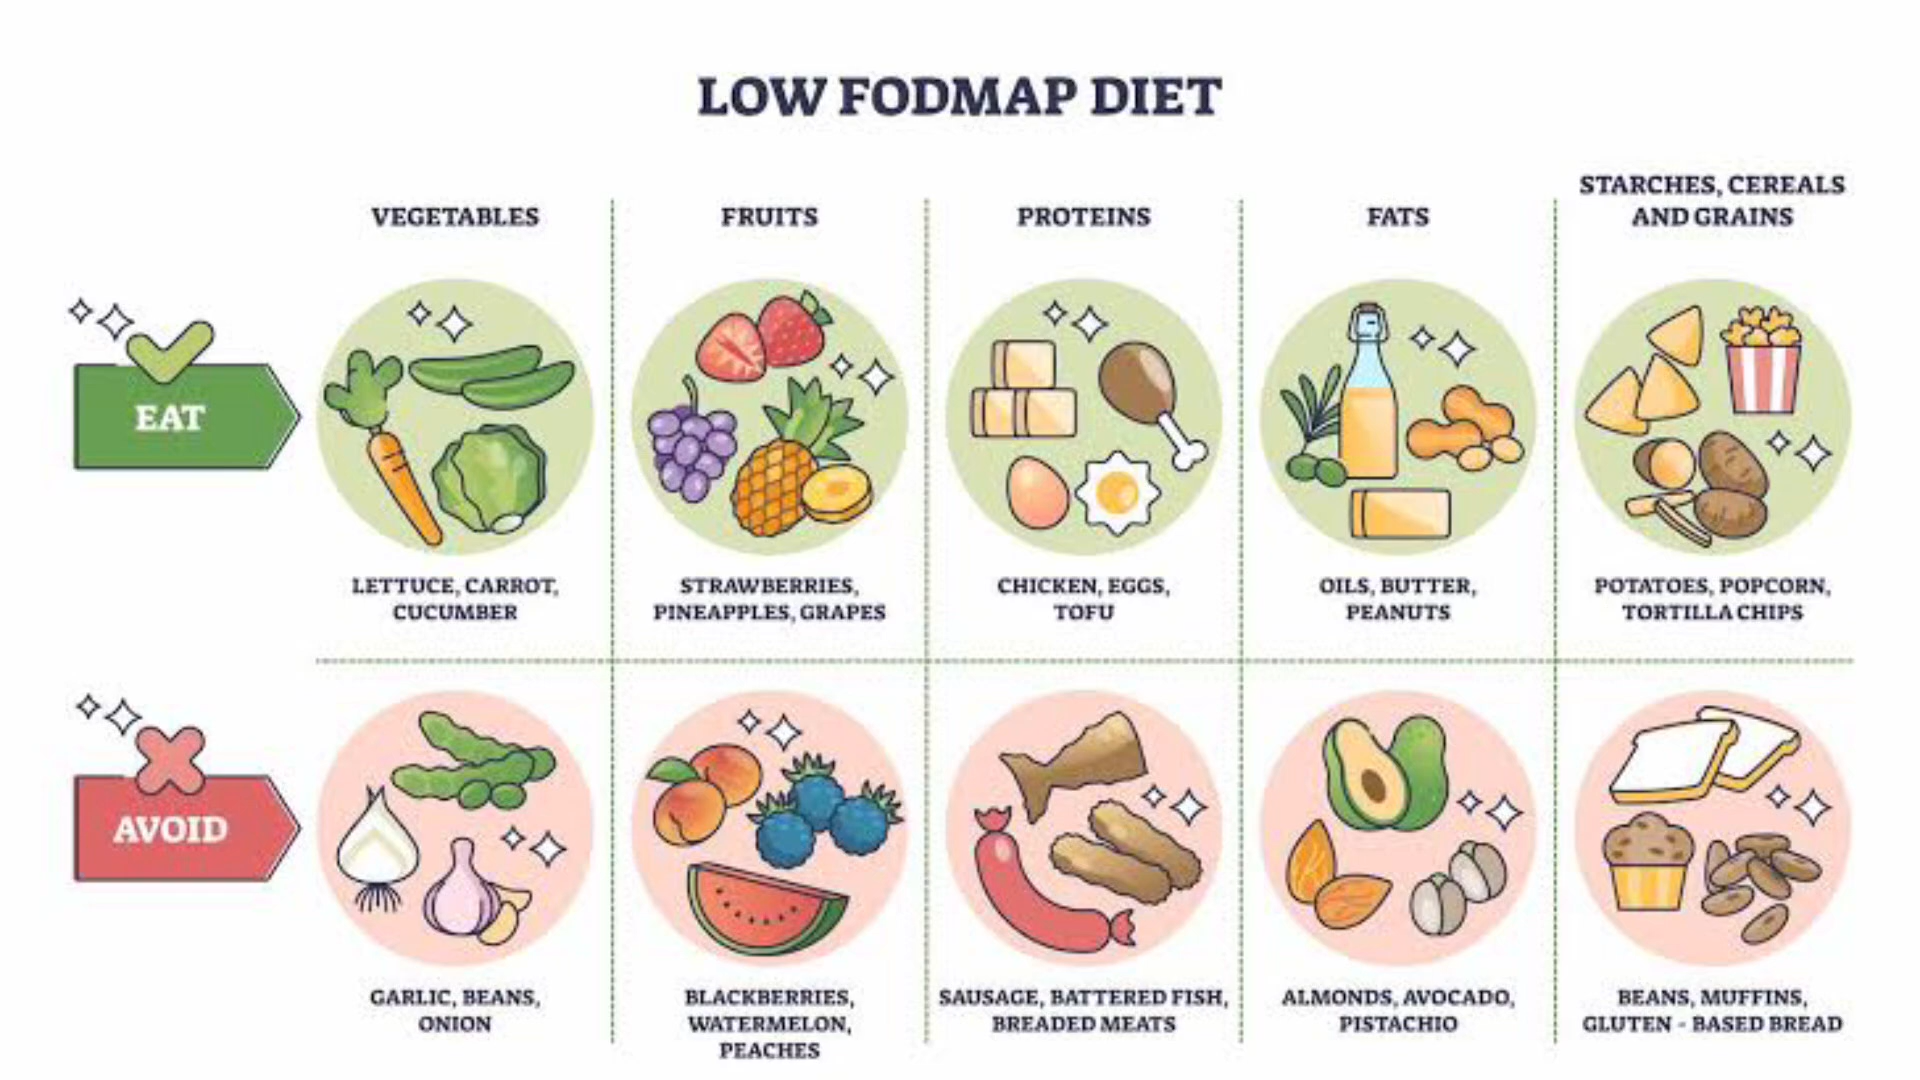 LOW FODMAP DIET
VEGETABLES
FRUITS
PROTEINS
FATS
STARCHES, CEREALS
AND GRAINS
EAT
LETTUCE, CARROT,
CUCUMBER
STRAWBERRIES,
PINEAPPLES, GRAPES
CHICKEN, EGGS,
TOFU
OILS, BUTTER,
PEANUTS
POTATOES, POPCORN,
TORTILLA CHIPS
AVOID
GARLIC, BEANS,
ONION
BLACKBERRIES,
WATERMELON,
PEACHES
SAUSAGE, BATTERED FISH,
BREADED MEATS
ALMONDS, AVOCADO,
PISTACHIO
BEANS, MUFFINS,
GLUTEN - BASED BREAD